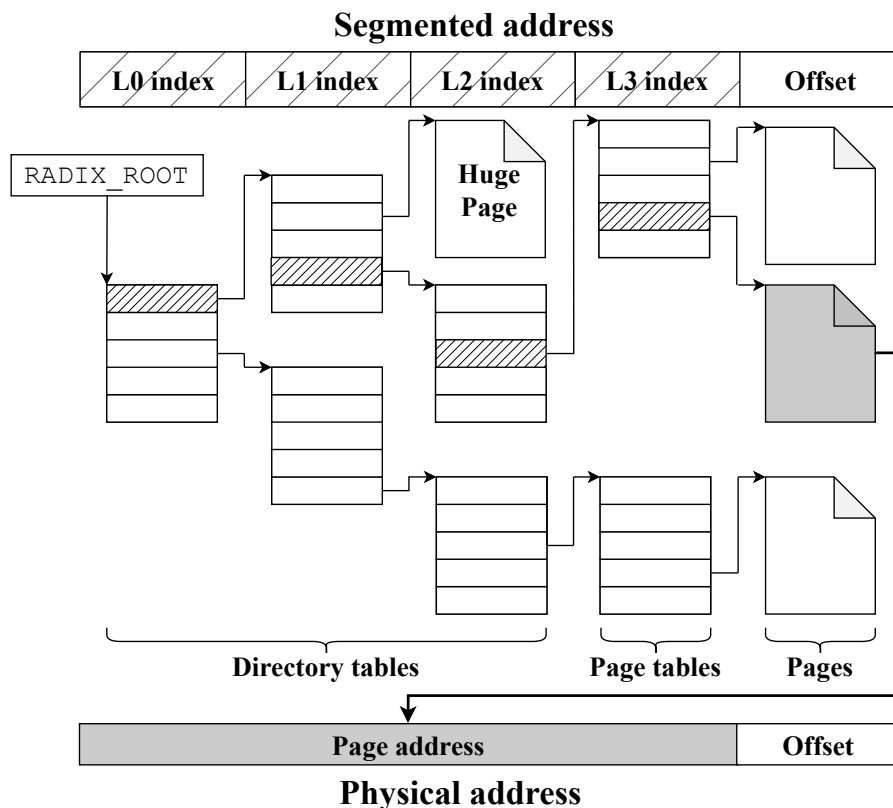 Segmented address
L0 index
L1 index
L2 index
L3 index
Offset
RADIX_ROOT
Huge
Page
Directory tables
Page tables
Pages
Page address
Offset
Physical address